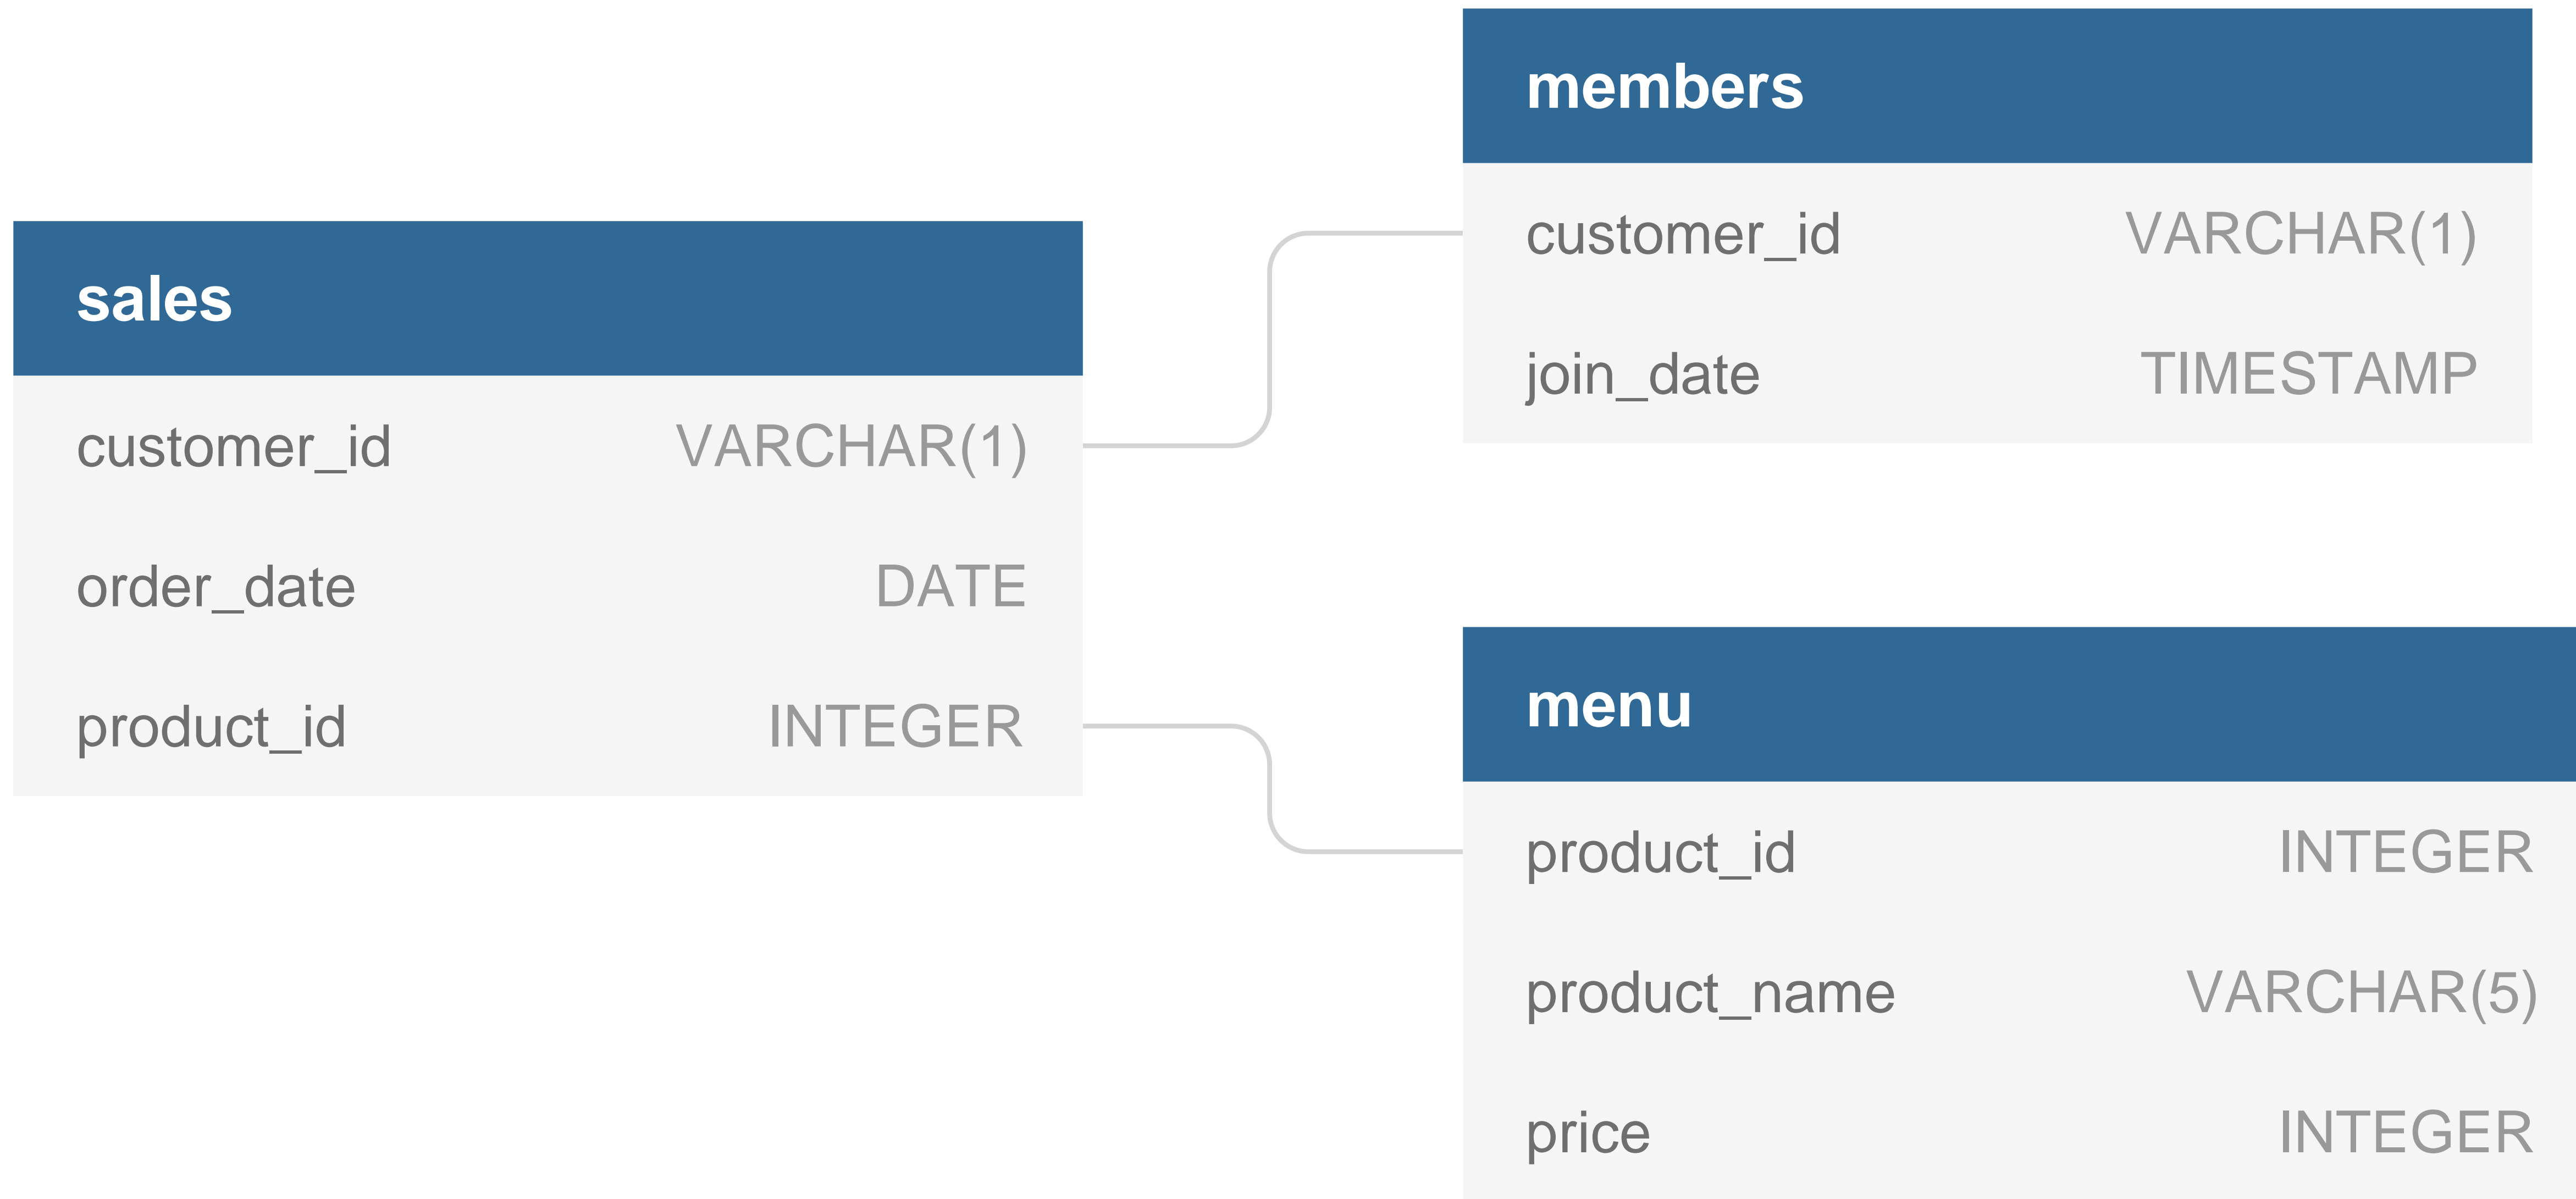 sales
customer_id VARCHAR(1)
order_date DATE
product_id INTEGER
members
customer_id VARCHAR(1)
join_date TIMESTAMP
menu
product_id INTEGER
product_name VARCHAR(5)
price INTEGER